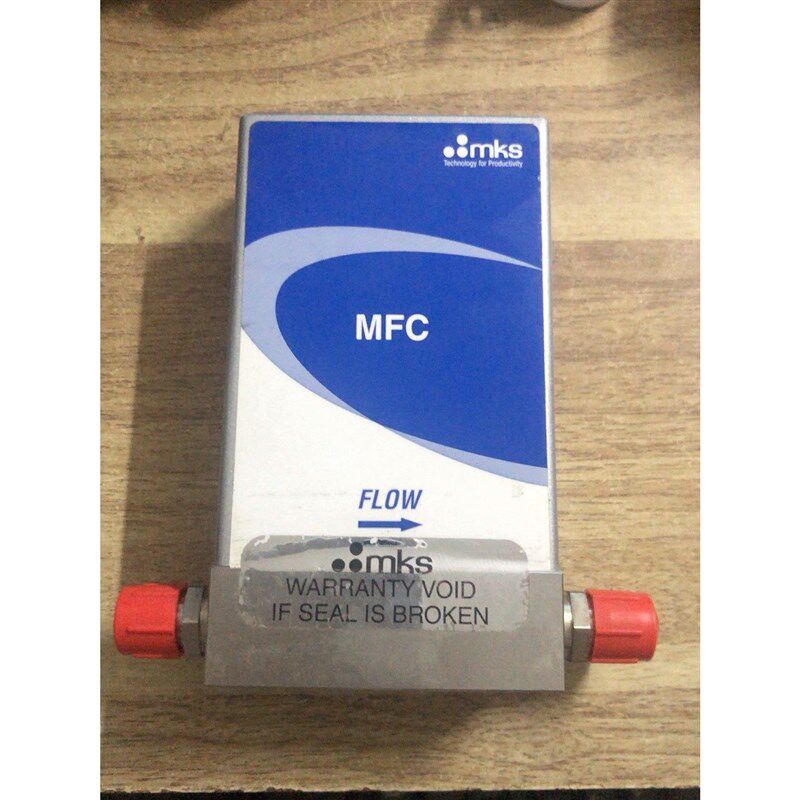 mks
Technology for Productivity
MFC
FLOW
mks
WARRANTY VOID
IF SEAL IS BROKEN